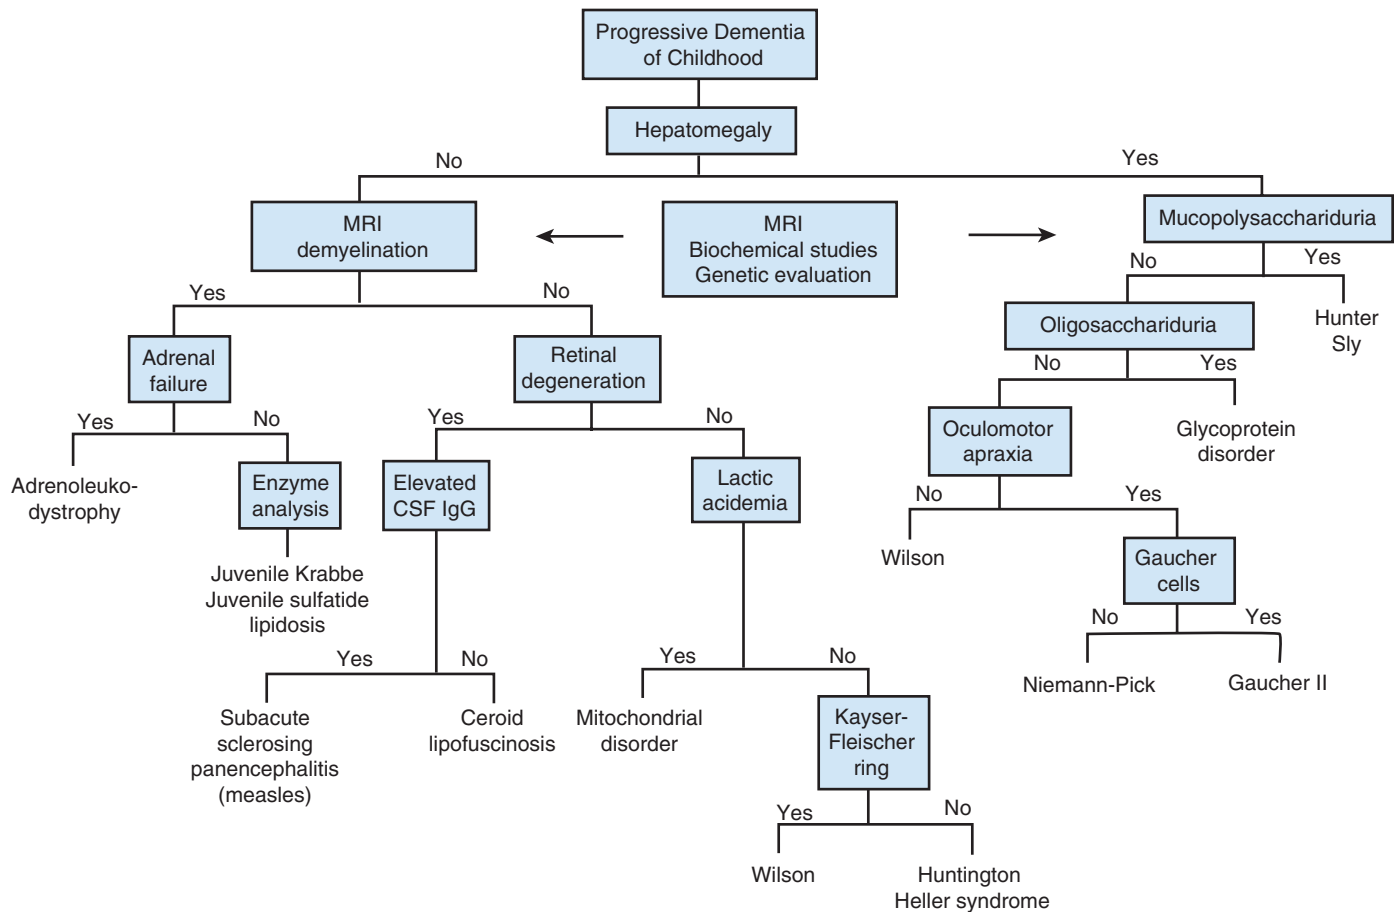 Progressive Dementia
of Childhood
Hepatomegaly
No
Yes
MRI
demyelination
MRI
Biochemical studies
Genetic evaluation
Mucopolysacchariduria
No
Yes
Hunter
Sly
Oligosacchariduria
Yes
No
Adrenal
failure
Retinal
degeneration
No
Yes
Glycoprotein
disorder
Oculomotor
apraxia
Yes
No
Adrenoleuko-
dystrophy
Enzyme
analysis
Juvenile Krabbe
Juvenile sulfatide
lipidosis
Yes
No
Elevated
CSF IgG
Lactic
acidemia
No
Yes
Wilson
Gaucher
cells
No
Yes
Niemann-Pick
Gaucher II
Yes
No
Subacute
sclerosing
panencephalitis
(measles)
Ceroid
lipofuscinosis
Yes
No
Mitochondrial
disorder
Kayser-
Fleischer
ring
Yes
No
Wilson
Huntington
Heller syndrome